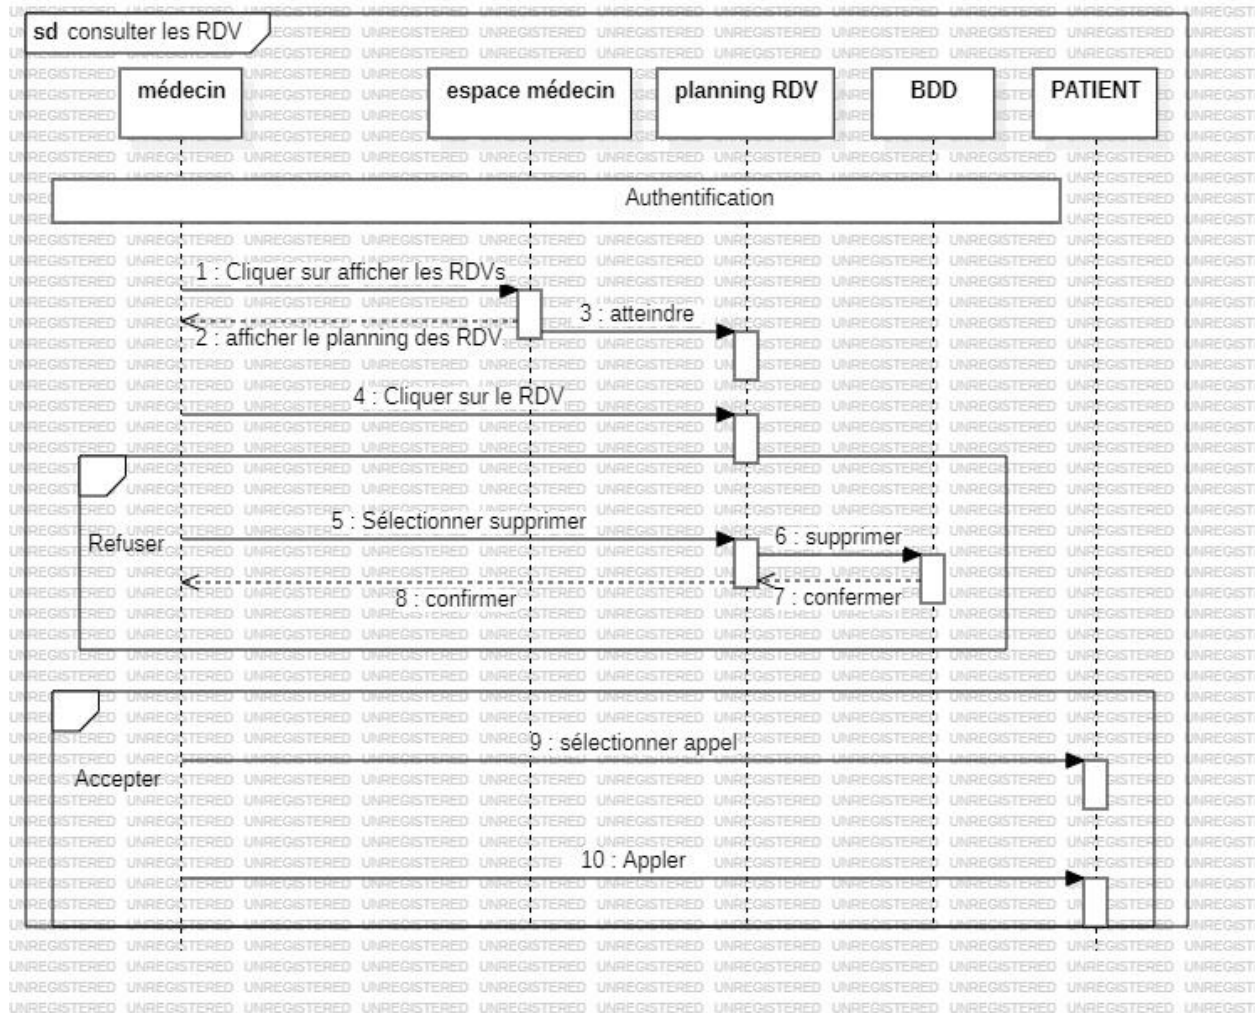 sd consulter les RDV
médecin
espace médecin
planning RDV
BDD
PATIENT
Authentification
1 : Cliquer sur afficher les RDVs
3 : atteindre
2 : afficher le planning des RDV
4 : Cliquer sur le RDV
5 : Sélectionner supprimer
6 : supprimer
Refuser
8 : confirmer
7 : confermer
9 : sélectionner appel
Accepter
10 : Appler
UNREGISTERED